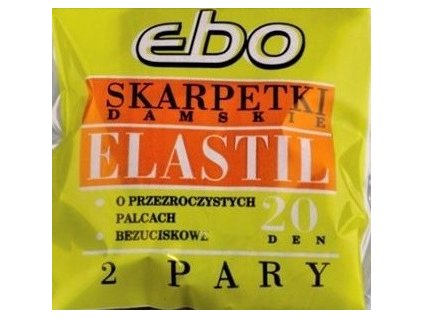 ebo
SKARPETKI
DAMSKIE
ELASTIL
• O PRZEZROCZYSTYCH
PALCACH
• BEZUCISKOWE
20
DEN
2 PARY